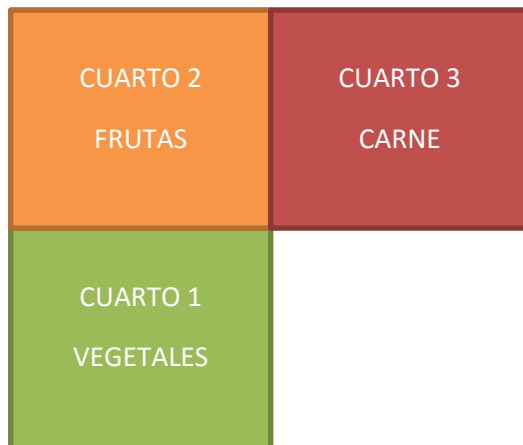 CUARTO 2
FRUTAS
CUARTO 3
CARNE
CUARTO 1
VEGETALES